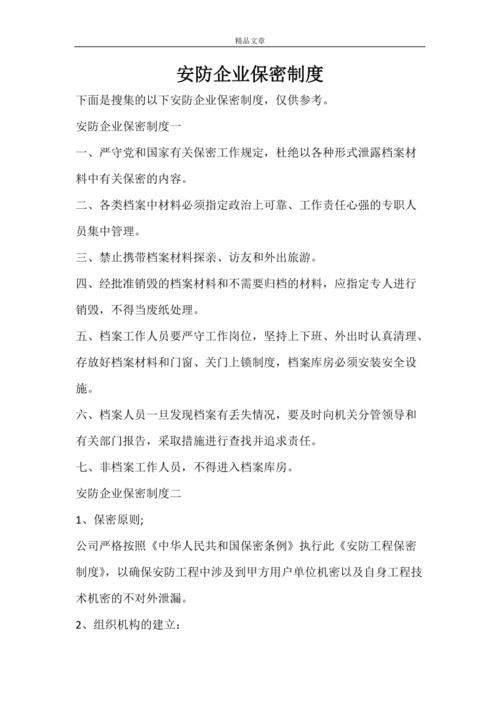 精品文章
安防企业保密制度
下面是搜集的以下安防企业保密制度，仅供参考。
安防企业保密制度一
一、严守党和国家有关保密工作规定，杜绝以各种形式泄露档案材
料中有关保密的内容。
二、各类档案中材料必须指定政治上可靠、工作责任心强的专职人
员集中管理。
三、禁止携带档案材料探亲、访友和外出旅游。
四、经批准销毁的档案材料和不需要归档的材料，应指定专人进行
销毁，不得当废纸处理。
五、档案工作人员要严守工作岗位，坚持上下班、外出时认真清理、
存放好档案材料和门窗、关门上锁制度，档案库房必须安装安全设
施。
六、档案人员一旦发现档案有丢失情况，要及时向机关分管领导和
有关部门报告，采取措施进行查找并追求责任。
七、非档案工作人员，不得进入档案库房。
安防企业保密制度二
1、保密原则;
公司严格按照《中华人民共和国保密条例》执行此《安防工程保密
制度》，以确保安防工程中涉及到甲方用户单位机密以及自身工程技
术机密的不对外泄漏。
2、组织机构的建立：